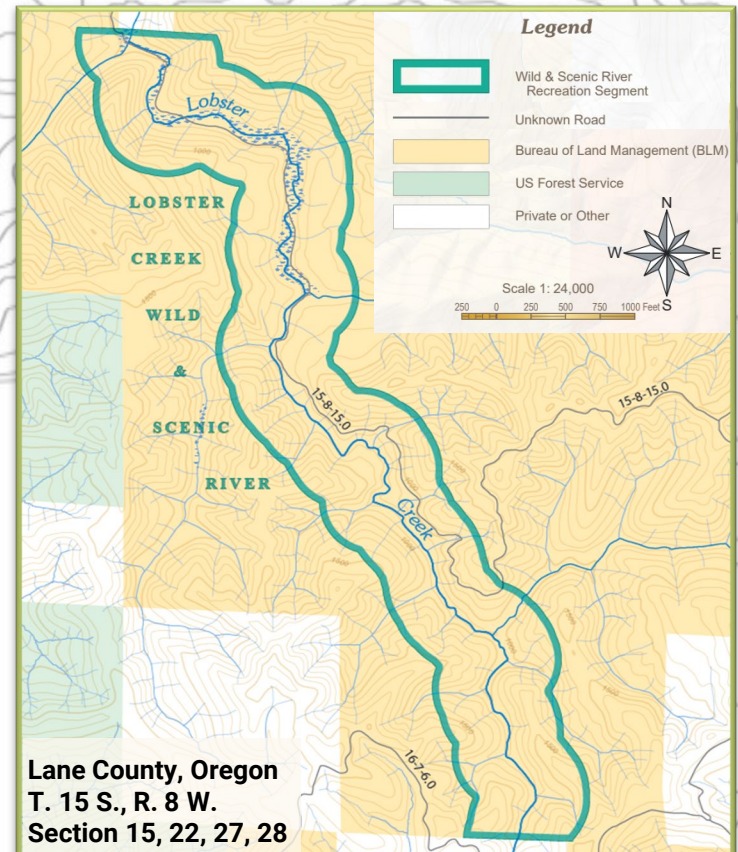 Legend
Wild & Scenic River
Recreation Segment
Unknown Road
Bureau of Land Management (BLM)
US Forest Service
Private or Other
N
W
E
S
Scale 1: 24,000
250 0 250 500 750 1000 Feet
Lobster
1600
LOBSTER
CREEK
WILD
&
SCENIC
RIVER
15-8-15.0
15-8-15.0
Creek
16-7-6.0
Lane County, Oregon
T. 15 S., R. 8 W.
Section 15, 22, 27, 28